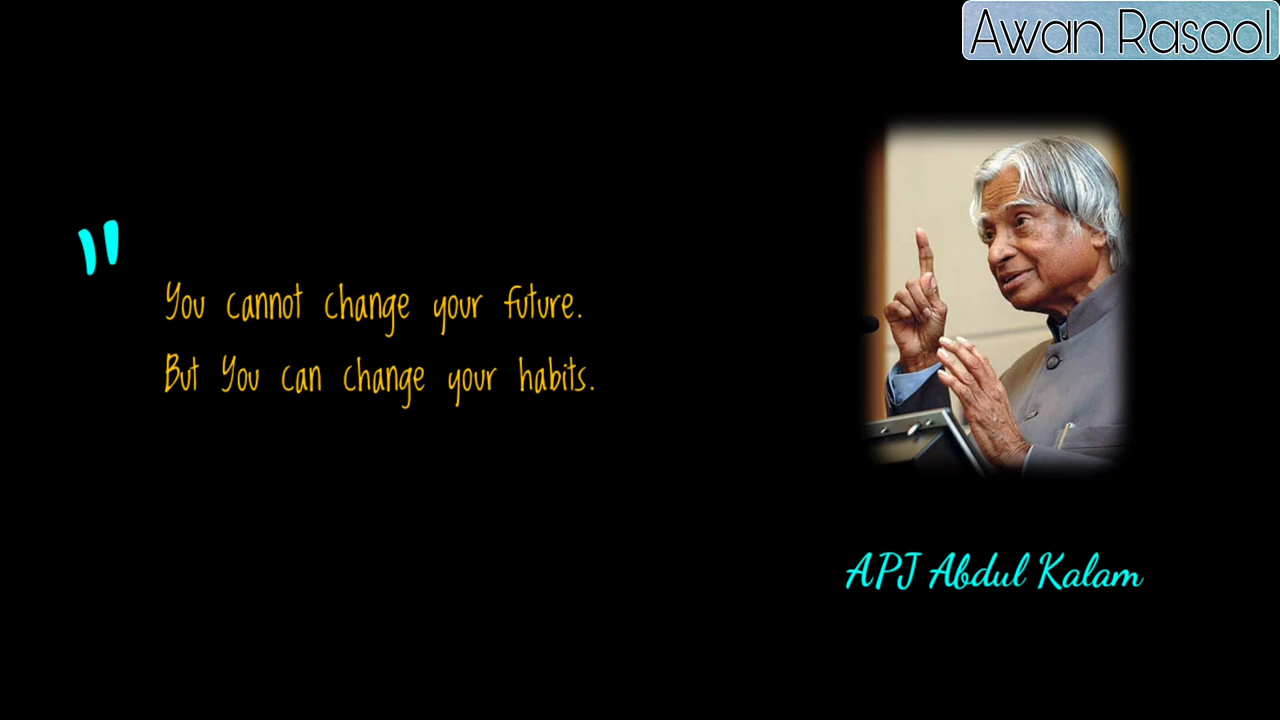 Awan Rasool
"
You cannot change your future.
But You can change your habits.
APJ Abdul Kalam